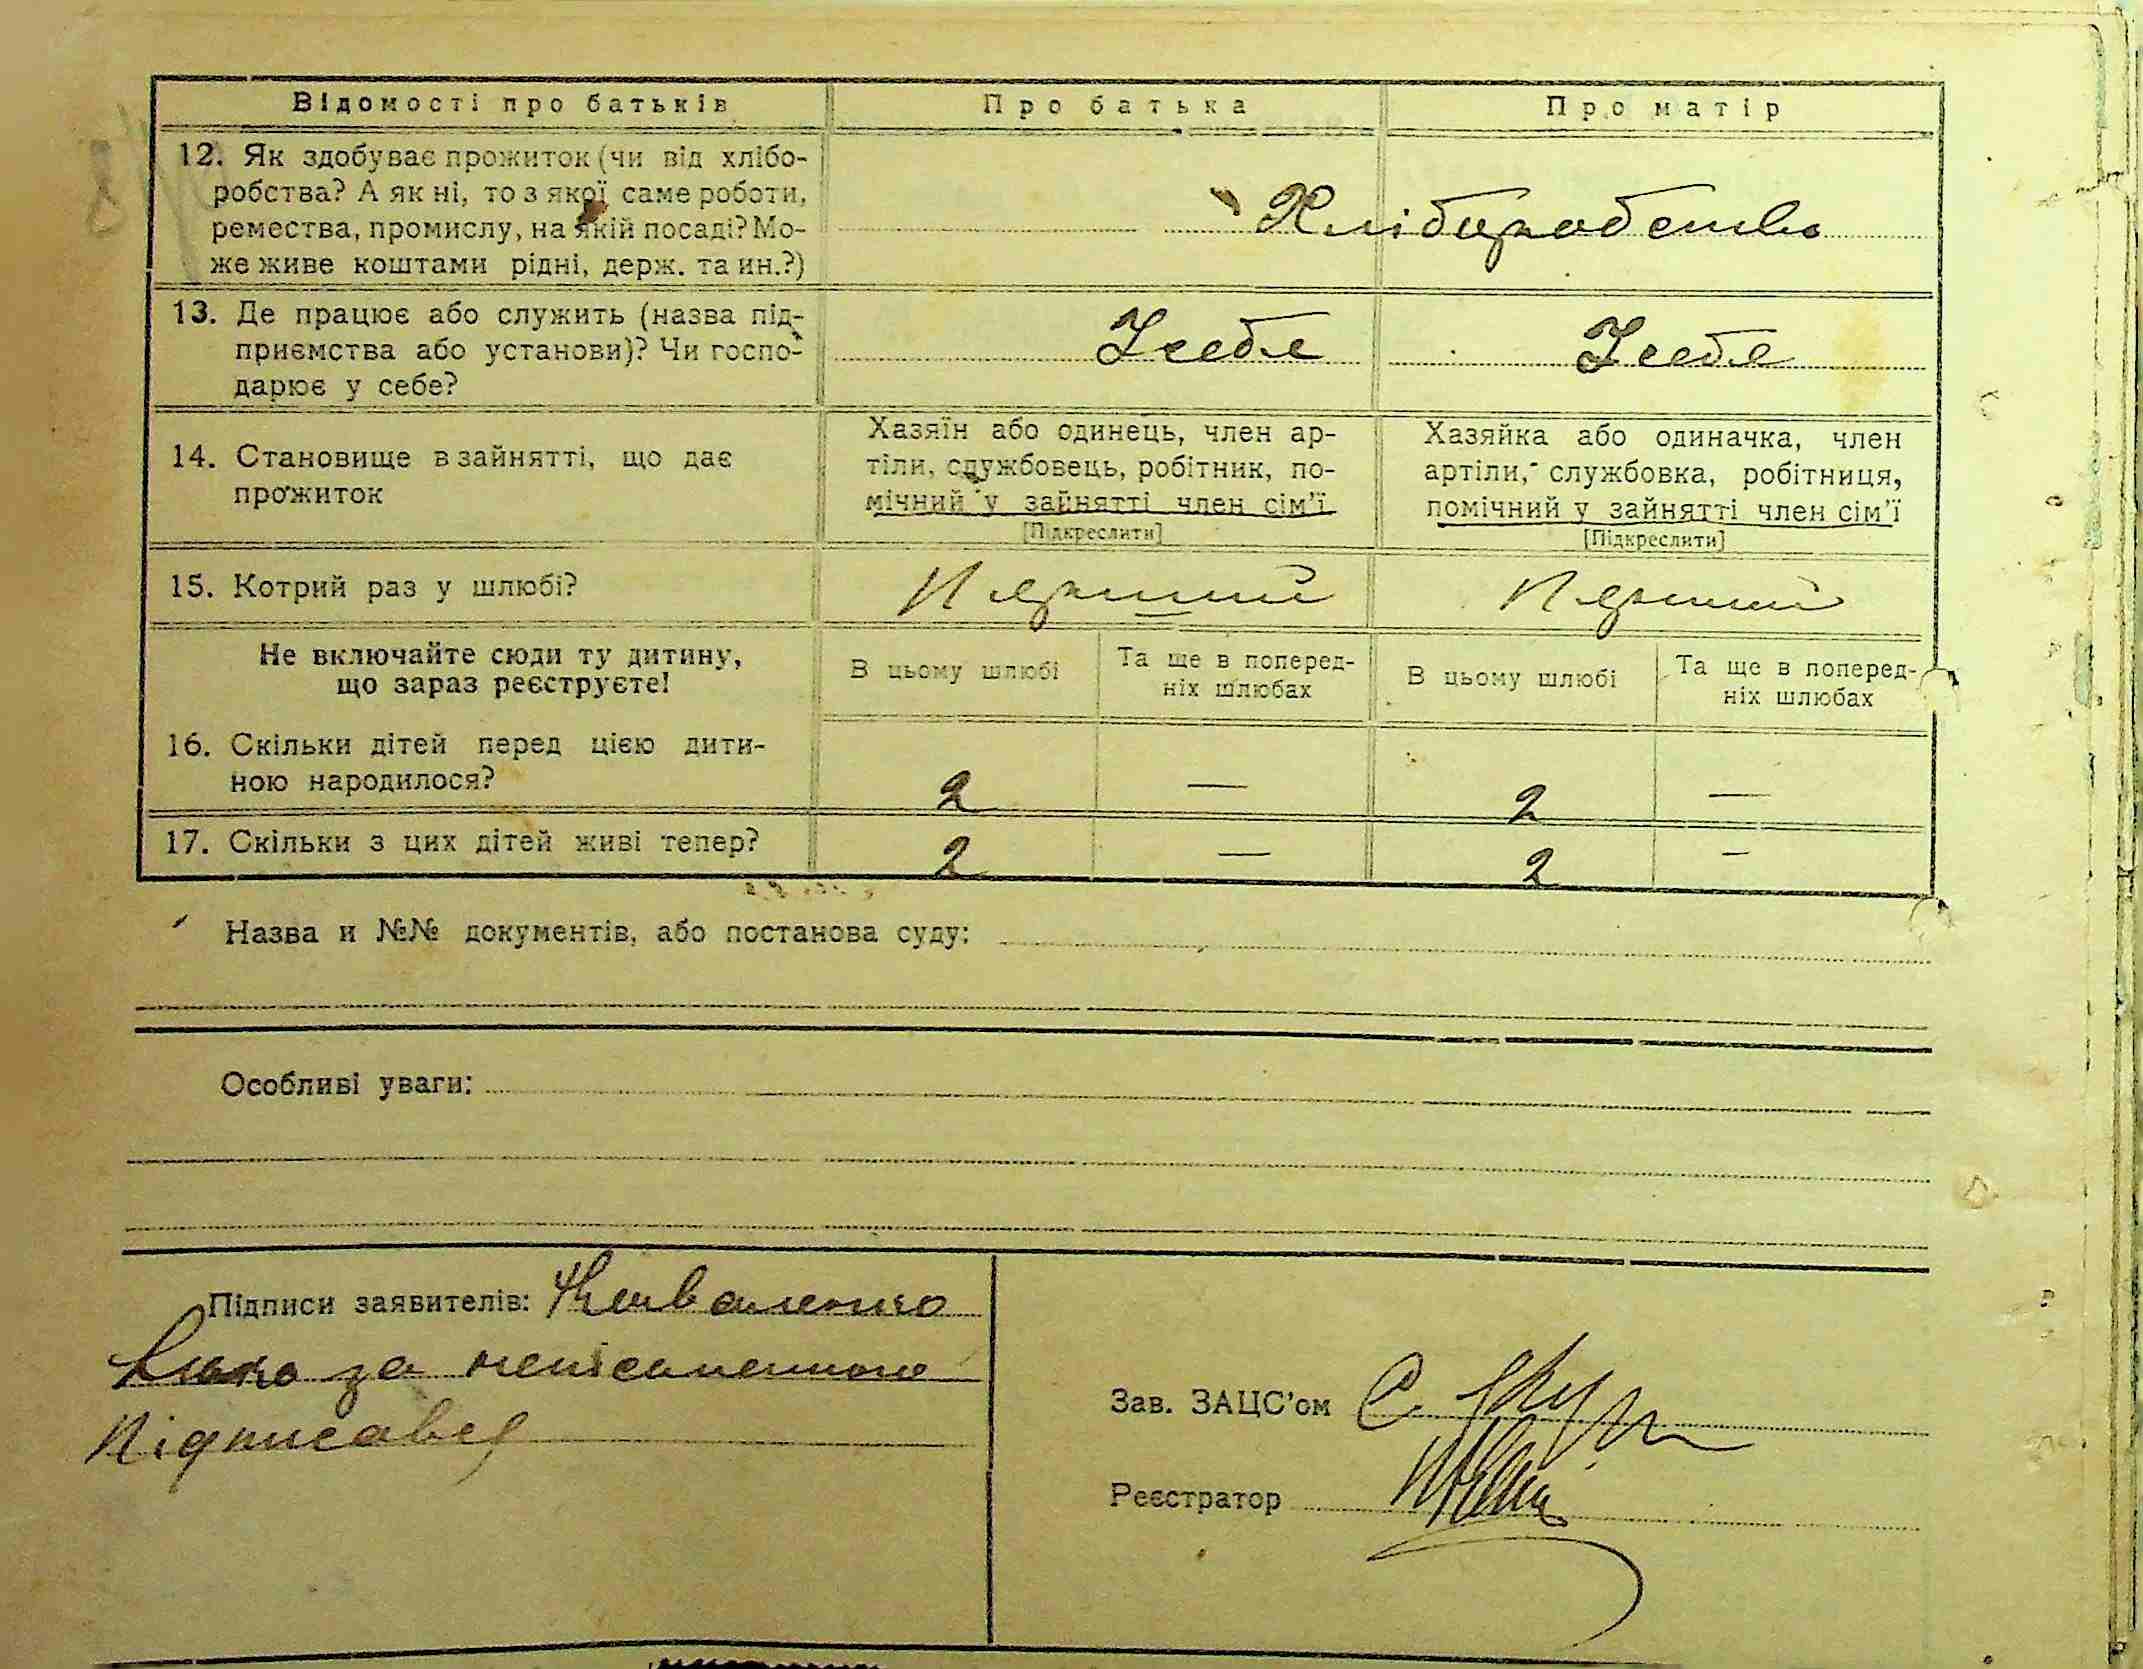 Відомості про батьків Про батька Про матір
12. Як здобуває прожиток (чи від хлібо-
робства? А як ні, то з якої саме роботи,
ремества, промислу, на якій посаді? Мо-
же живе коштами рідні, держ. та ин.?)
Хліборобство
13. Де працює або служить (назва під-
приємства або установи)? Чи госпо-
дарює у себе?
У себе У себе
14. Становище в зайнятті, що дає
прожиток
Хазяїн або одинець, член ар-
тіли, службовець, робітник, по-
мічний у зайнятті член сім'ї
[Підкреслити]
Хазяйка або одиначка, член
артіли, службовка, робітниця,
помічний у зайнятті член сім'ї
[Підкреслити]
15. Котрий раз у шлюбі? Перший Перший
Не включайте сюди ту дитину,
що зараз реєструєте!
В цьому шлюбі Та ще в поперед-
ніх шлюбах
В цьому шлюбі Та ще в поперед-
ніх шлюбах
16. Скільки дітей перед цією дити-
ною народилося?
2 — 2 —
17. Скільки з цих дітей живі тепер? 2 — 2 —
Назва и №№ документів, або постанова суду:
Особливі уваги:
Підписи заявителів: Коваленко
за неписьменного
Підписався
Зав. ЗАЦС'ом
Реєстратор